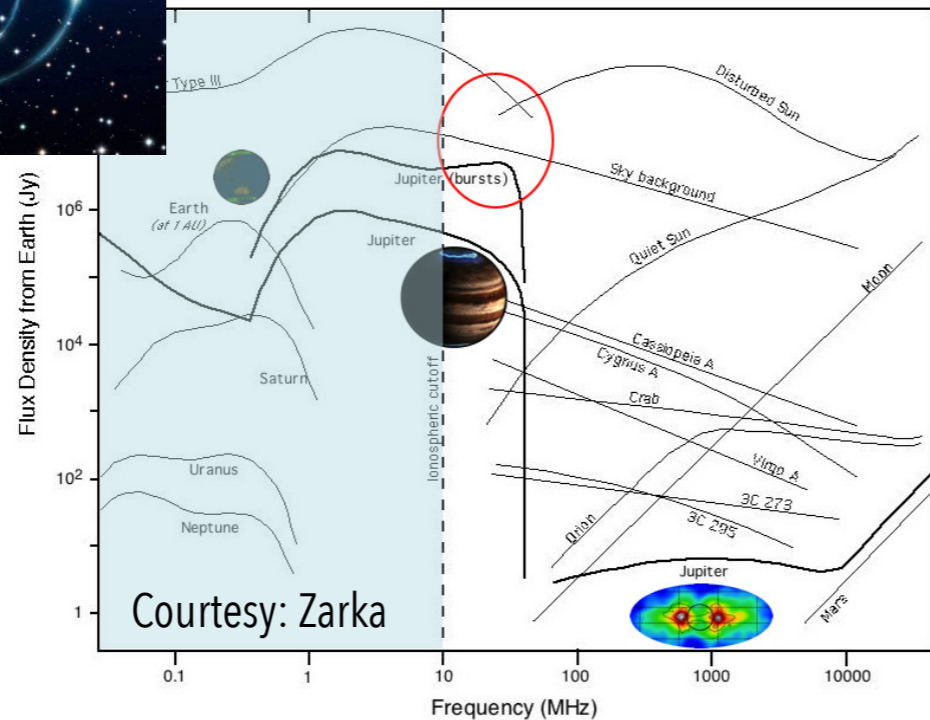 Type III
Disturbed Sun
Sky background
Jupiter (bursts)
Earth
(at 1 AU)
Jupiter
Quiet Sun
Moon
Cassiopeia A
Cygnus A
Saturn
Crab
Ionospheric cutoff
Virgo A
Uranus
3C 273
Neptune
3C 295
Orion
Jupiter
Mars
Courtesy: Zarka
Flux Density from Earth (Jy)
10⁶
10⁴
10²
1
0.1
1
10
100
1000
10000
Frequency (MHz)